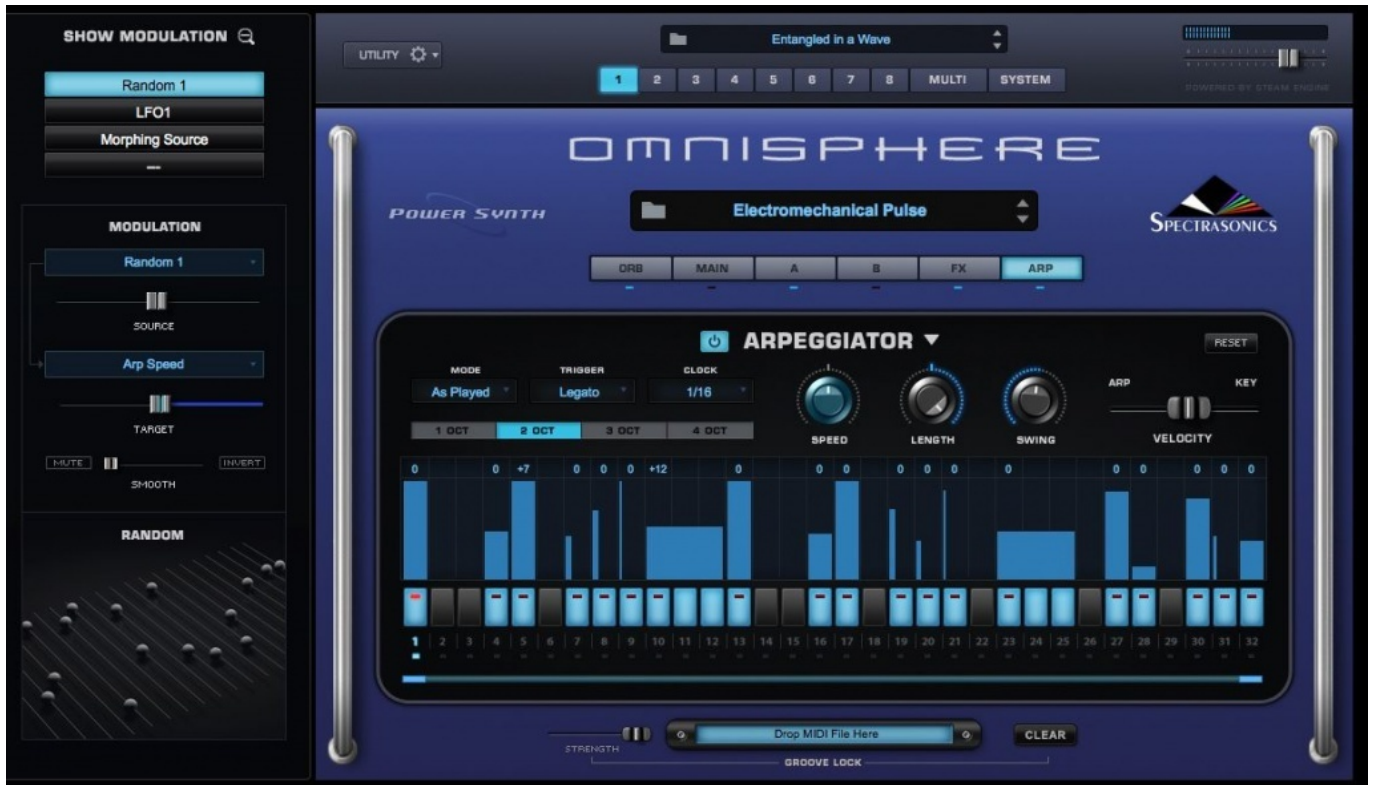 SHOW MODULATION
Random 1
LFO1
Morphing Source
---
MODULATION
Random 1
SOURCE
Arp Speed
TARGET
MUTE INVERT
SMOOTH
RANDOM
UTILITY
Entangled in a Wave
1 2 3 4 5 6 7 8 MULTI SYSTEM
POWERED BY STEAM ENGINE
OMNISPHERE
POWER SYNTH
Electromechanical Pulse
SPECTRASONICS
ORB MAIN A B FX ARP
ARPEGGIATOR
RESET
MODE TRIGGER CLOCK
As Played Legato 1/16
1 OCT 2 OCT 3 OCT 4 OCT
SPEED LENGTH SWING
ARP KEY
VELOCITY
0 0 +7 0 0 0 +12 0 0 0 0 0 0 0 0 0 0 0 0
1 2 3 4 5 6 7 8 9 10 11 12 13 14 15 16 17 18 19 20 21 22 23 24 25 26 27 28 29 30 31 32
STRENGTH
Drop MIDI File Here
CLEAR
GROOVE LOCK